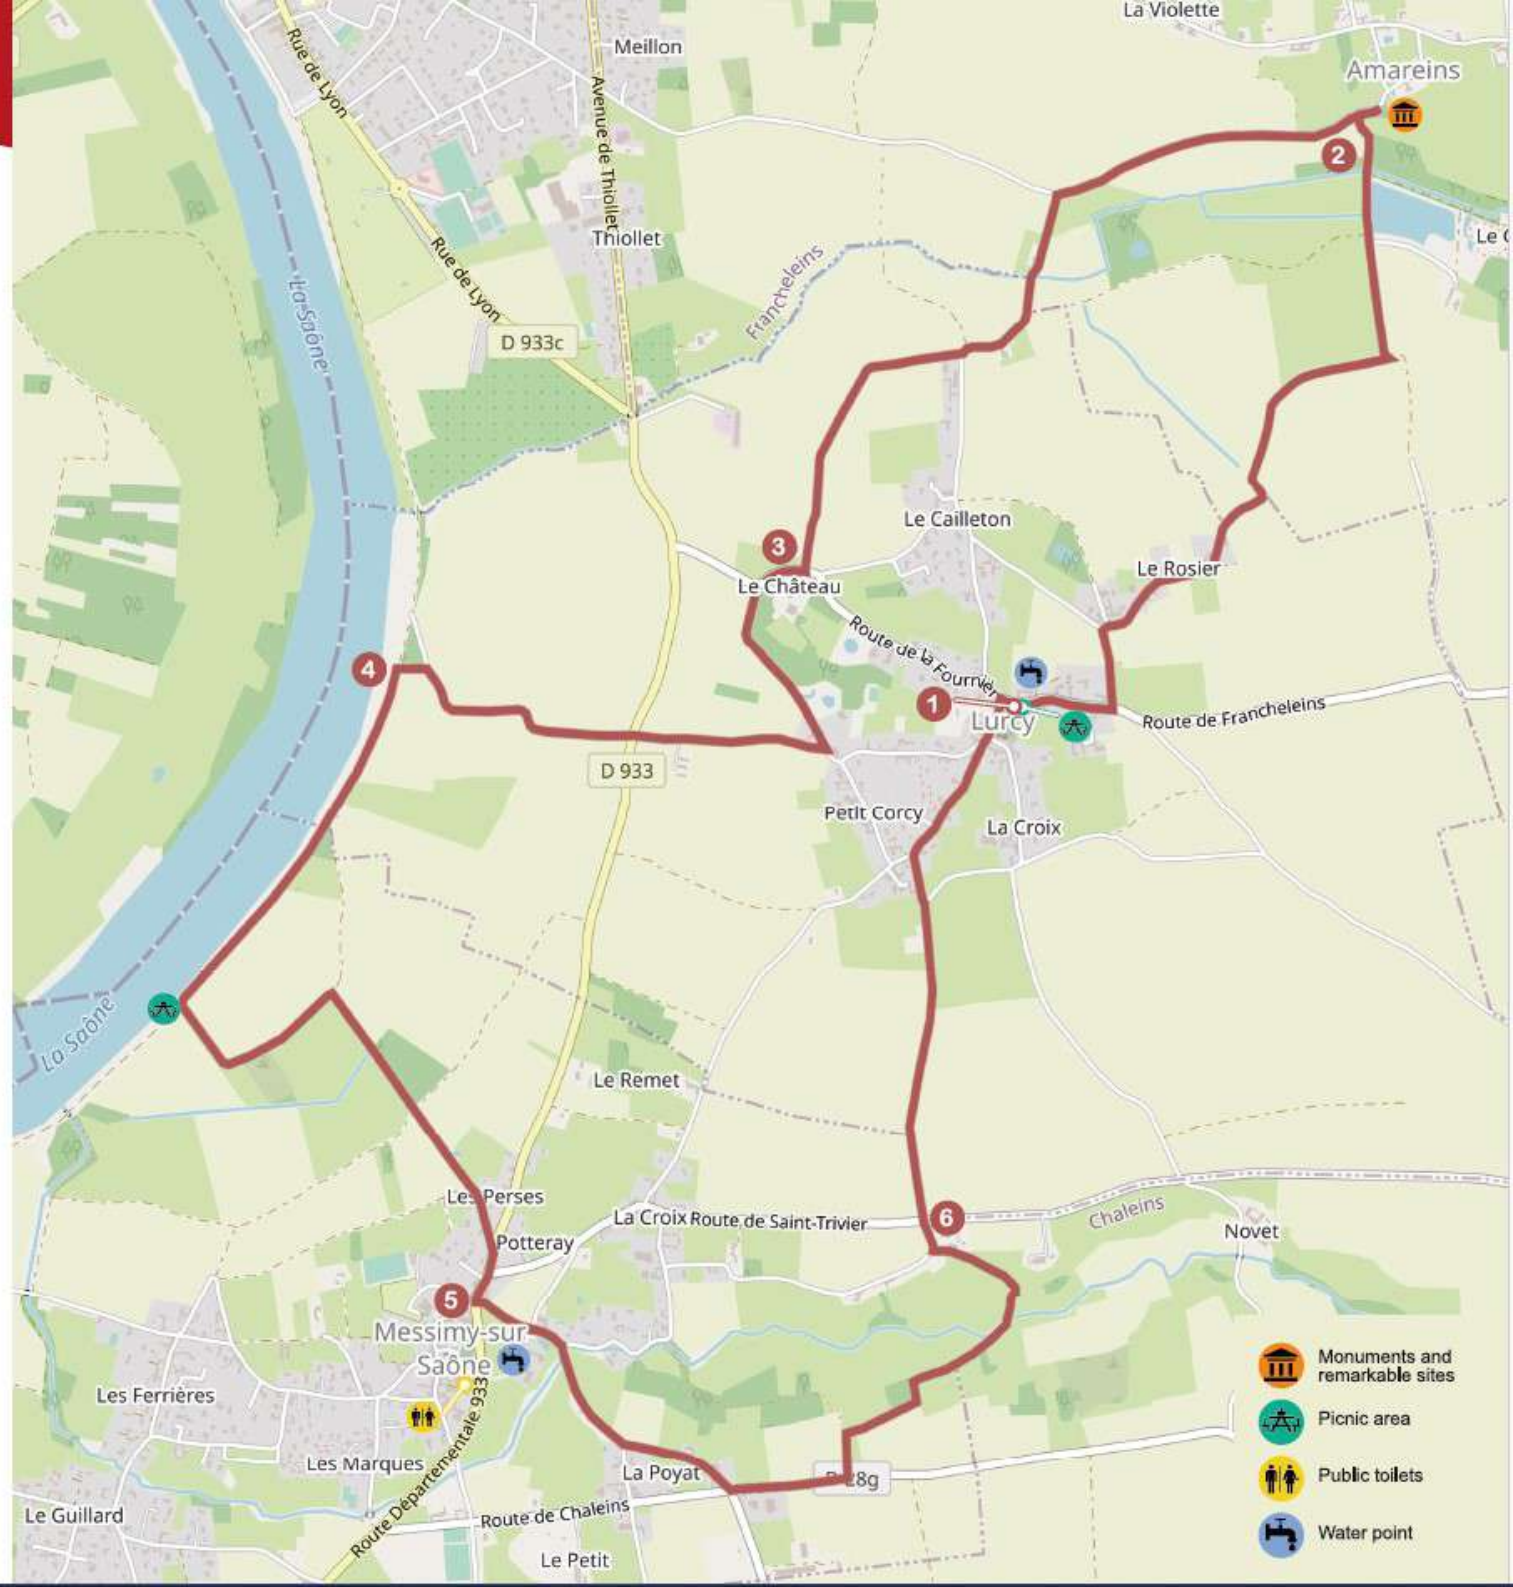 La Violette
Meillon
Rue de Lyon
Avenue de Thiollet
Amareins
2
Thiollet
Rue de Lyon
Francheleins
La Saône
D 933c
Le Cailleton
3
Le Château
Le Rosier
Route de la Fournière
4
1
Lurcy
Route de Francheleins
D 933
Petit Corcy
La Croix
La Saône
Le Remet
Les Perses
La Croix
Route de Saint-Trivier
6
Chaleins
Novet
Potteray
5
Messimy-sur
Saône
Les Ferrières
Les Marques
Route Départementale 933
La Poyat
28g
Le Guillard
Route de Chaleins
Le Petit
Monuments and
remarkable sites
Picnic area
Public toilets
Water point